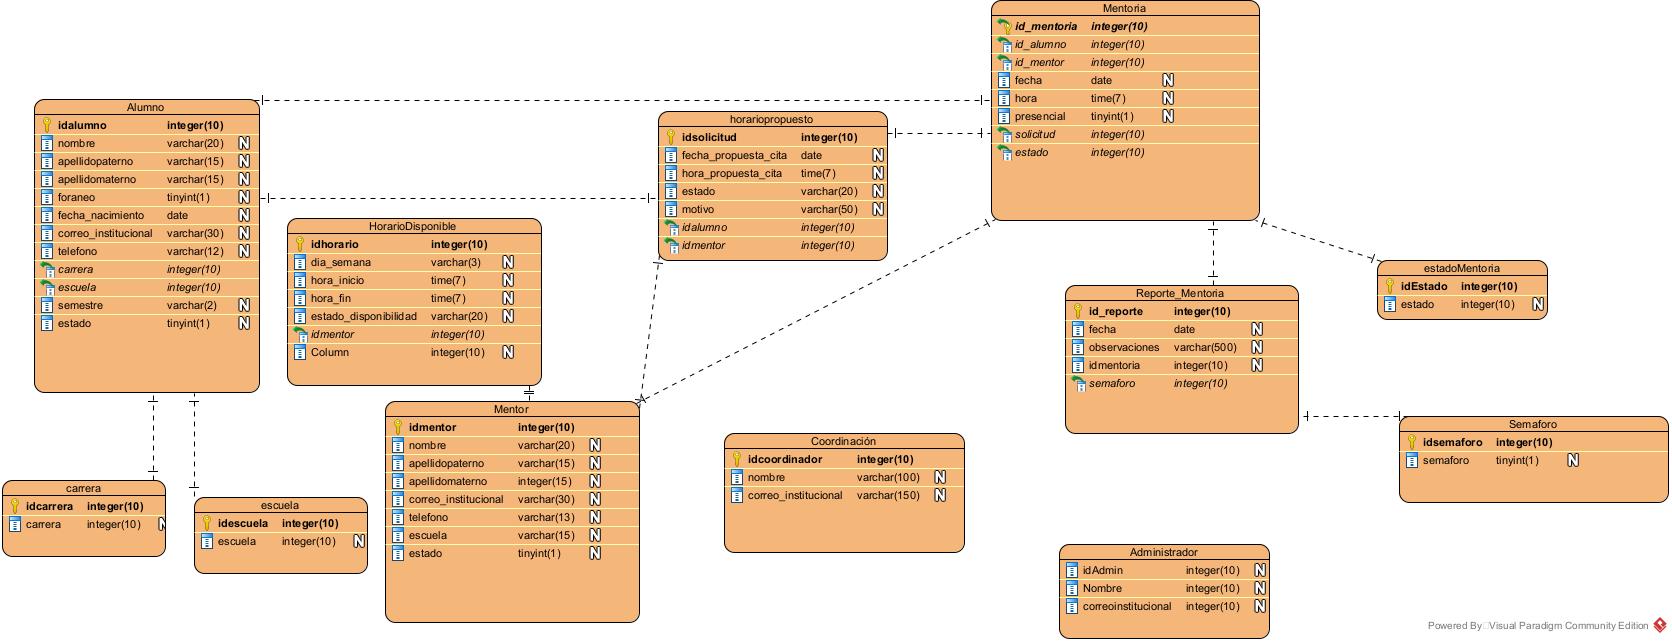 Mentoria
id_mentoria integer(10)
id_alumno integer(10)
id_mentor integer(10)
fecha date N
hora time(7) N
presencial tinyint(1) N
solicitud integer(10)
estado integer(10)
Alumno
idalumno integer(10)
nombre varchar(20) N
apellidopaterno varchar(15) N
apellidomaterno varchar(15) N
foraneo tinyint(1) N
fecha_nacimiento date N
correo_institucional varchar(30) N
telefono varchar(12) N
carrera integer(10)
escuela integer(10)
semestre varchar(2) N
estado tinyint(1) N
horariopropuesto
idsolicitud integer(10)
fecha_propuesta_cita date N
hora_propuesta_cita time(7) N
estado varchar(20) N
motivo varchar(50) N
idalumno integer(10)
idmentor integer(10)
HorarioDisponible
idhorario integer(10)
dia_semana varchar(3) N
hora_inicio time(7) N
hora_fin time(7) N
estado_disponibilidad varchar(20) N
idmentor integer(10)
Column integer(10) N
estadoMentoria
idEstado integer(10)
estado integer(10) N
Reporte_Mentoria
id_reporte integer(10)
fecha date N
observaciones varchar(500) N
idmentoria integer(10) N
semaforo integer(10)
Mentor
idmentor integer(10)
nombre varchar(20) N
apellidopaterno varchar(15) N
apellidomaterno integer(15) N
correo_institucional varchar(30) N
telefono varchar(13) N
escuela varchar(15) N
estado tinyint(1) N
Semaforo
idsemaforo integer(10)
semaforo tinyint(1) N
Coordinación
idcoordinador integer(10)
nombre varchar(100) N
correo_institucional varchar(150) N
carrera
idcarrera integer(10)
carrera integer(10) N
escuela
idescuela integer(10)
escuela integer(10) N
Administrador
idAdmin integer(10) N
Nombre integer(10) N
correoinstitucional integer(10) N
Powered By Visual Paradigm Community Edition